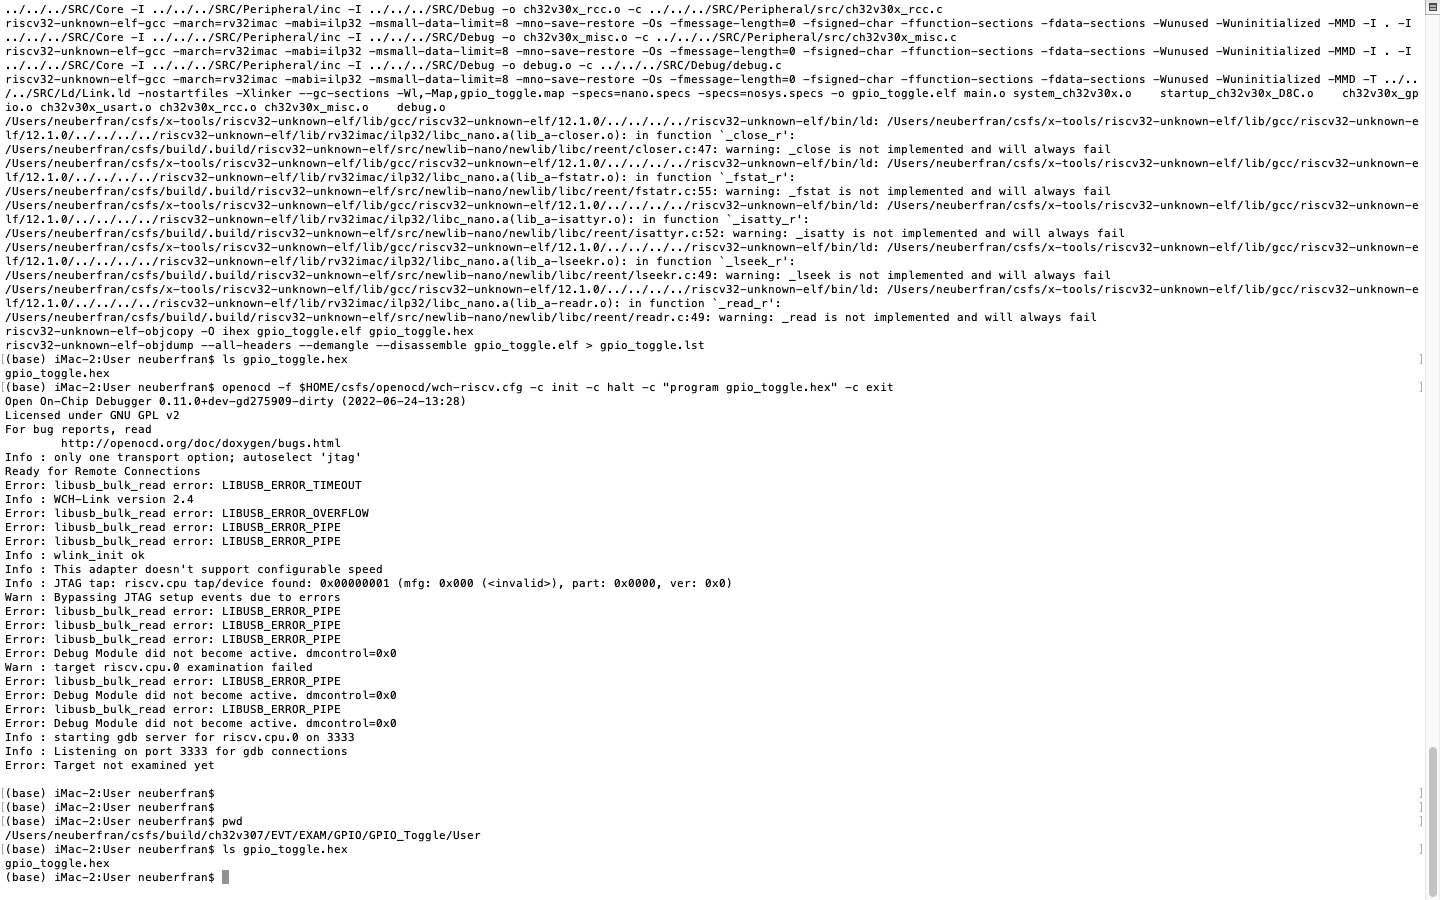 ../../../SRC/Core -I ../../../SRC/Peripheral/inc -I ../../../SRC/Debug -o ch32v30x_rcc.o -c ../../../SRC/Peripheral/src/ch32v30x_rcc.c
riscv32-unknown-elf-gcc -march=rv32imac -mabi=ilp32 -msmall-data-limit=8 -mno-save-restore -Os -fmessage-length=0 -fsigned-char -ffunction-sections -fdata-sections -Wunused -Wuninitialized -MMD -I . -I
../../../SRC/Core -I ../../../SRC/Peripheral/inc -I ../../../SRC/Debug -o ch32v30x_misc.o -c ../../../SRC/Peripheral/src/ch32v30x_misc.c
riscv32-unknown-elf-gcc -march=rv32imac -mabi=ilp32 -msmall-data-limit=8 -mno-save-restore -Os -fmessage-length=0 -fsigned-char -ffunction-sections -fdata-sections -Wunused -Wuninitialized -MMD -I . -I
../../../SRC/Core -I ../../../SRC/Peripheral/inc -I ../../../SRC/Debug -o debug.o -c ../../../SRC/Debug/debug.c
riscv32-unknown-elf-gcc -march=rv32imac -mabi=ilp32 -msmall-data-limit=8 -mno-save-restore -Os -fmessage-length=0 -fsigned-char -ffunction-sections -fdata-sections -Wunused -Wuninitialized -MMD -T ../..
/../SRC/Ld/Link.ld -nostartfiles -Xlinker --gc-sections -Wl,-Map,gpio_toggle.map -specs=nano.specs -specs=nosys.specs -o gpio_toggle.elf main.o system_ch32v30x.o    startup_ch32v30x_D8C.o    ch32v30x_gp
io.o ch32v30x_usart.o ch32v30x_rcc.o ch32v30x_misc.o    debug.o
/Users/neuberfran/csfs/x-tools/riscv32-unknown-elf/lib/gcc/riscv32-unknown-elf/12.1.0/../../../../riscv32-unknown-elf/bin/ld: /Users/neuberfran/csfs/x-tools/riscv32-unknown-elf/lib/gcc/riscv32-unknown-e
lf/12.1.0/../../../../riscv32-unknown-elf/lib/rv32imac/ilp32/libc_nano.a(lib_a-closer.o): in function `_close_r':
/Users/neuberfran/csfs/build/.build/riscv32-unknown-elf/src/newlib-nano/newlib/libc/reent/closer.c:47: warning: _close is not implemented and will always fail
/Users/neuberfran/csfs/x-tools/riscv32-unknown-elf/lib/gcc/riscv32-unknown-elf/12.1.0/../../../../riscv32-unknown-elf/bin/ld: /Users/neuberfran/csfs/x-tools/riscv32-unknown-elf/lib/gcc/riscv32-unknown-e
lf/12.1.0/../../../../riscv32-unknown-elf/lib/rv32imac/ilp32/libc_nano.a(lib_a-fstatr.o): in function `_fstat_r':
/Users/neuberfran/csfs/build/.build/riscv32-unknown-elf/src/newlib-nano/newlib/libc/reent/fstatr.c:55: warning: _fstat is not implemented and will always fail
/Users/neuberfran/csfs/x-tools/riscv32-unknown-elf/lib/gcc/riscv32-unknown-elf/12.1.0/../../../../riscv32-unknown-elf/bin/ld: /Users/neuberfran/csfs/x-tools/riscv32-unknown-elf/lib/gcc/riscv32-unknown-e
lf/12.1.0/../../../../riscv32-unknown-elf/lib/rv32imac/ilp32/libc_nano.a(lib_a-isattyr.o): in function `_isatty_r':
/Users/neuberfran/csfs/build/.build/riscv32-unknown-elf/src/newlib-nano/newlib/libc/reent/isattyr.c:52: warning: _isatty is not implemented and will always fail
/Users/neuberfran/csfs/x-tools/riscv32-unknown-elf/lib/gcc/riscv32-unknown-elf/12.1.0/../../../../riscv32-unknown-elf/bin/ld: /Users/neuberfran/csfs/x-tools/riscv32-unknown-elf/lib/gcc/riscv32-unknown-e
lf/12.1.0/../../../../riscv32-unknown-elf/lib/rv32imac/ilp32/libc_nano.a(lib_a-lseekr.o): in function `_lseek_r':
/Users/neuberfran/csfs/build/.build/riscv32-unknown-elf/src/newlib-nano/newlib/libc/reent/lseekr.c:49: warning: _lseek is not implemented and will always fail
/Users/neuberfran/csfs/x-tools/riscv32-unknown-elf/lib/gcc/riscv32-unknown-elf/12.1.0/../../../../riscv32-unknown-elf/bin/ld: /Users/neuberfran/csfs/x-tools/riscv32-unknown-elf/lib/gcc/riscv32-unknown-e
lf/12.1.0/../../../../riscv32-unknown-elf/lib/rv32imac/ilp32/libc_nano.a(lib_a-readr.o): in function `_read_r':
/Users/neuberfran/csfs/build/.build/riscv32-unknown-elf/src/newlib-nano/newlib/libc/reent/readr.c:49: warning: _read is not implemented and will always fail
riscv32-unknown-elf-objcopy -O ihex gpio_toggle.elf gpio_toggle.hex
riscv32-unknown-elf-objdump --all-headers --demangle --disassemble gpio_toggle.elf > gpio_toggle.lst
[(base) iMac-2:User neuberfran$ ls gpio_toggle.hex ]
gpio_toggle.hex
[(base) iMac-2:User neuberfran$ openocd -f $HOME/csfs/openocd/wch-riscv.cfg -c init -c halt -c "program gpio_toggle.hex" -c exit ]
Open On-Chip Debugger 0.11.0+dev-gd275909-dirty (2022-06-24-13:28)
Licensed under GNU GPL v2
For bug reports, read
        http://openocd.org/doc/doxygen/bugs.html
Info : only one transport option; autoselect 'jtag'
Ready for Remote Connections
Error: libusb_bulk_read error: LIBUSB_ERROR_TIMEOUT
Info : WCH-Link version 2.4
Error: libusb_bulk_read error: LIBUSB_ERROR_OVERFLOW
Error: libusb_bulk_read error: LIBUSB_ERROR_PIPE
Error: libusb_bulk_read error: LIBUSB_ERROR_PIPE
Info : wlink_init ok
Info : This adapter doesn't support configurable speed
Info : JTAG tap: riscv.cpu tap/device found: 0x00000001 (mfg: 0x000 (<invalid>), part: 0x0000, ver: 0x0)
Warn : Bypassing JTAG setup events due to errors
Error: libusb_bulk_read error: LIBUSB_ERROR_PIPE
Error: libusb_bulk_read error: LIBUSB_ERROR_PIPE
Error: libusb_bulk_read error: LIBUSB_ERROR_PIPE
Error: Debug Module did not become active. dmcontrol=0x0
Warn : target riscv.cpu.0 examination failed
Error: libusb_bulk_read error: LIBUSB_ERROR_PIPE
Error: Debug Module did not become active. dmcontrol=0x0
Error: libusb_bulk_read error: LIBUSB_ERROR_PIPE
Error: Debug Module did not become active. dmcontrol=0x0
Info : starting gdb server for riscv.cpu.0 on 3333
Info : Listening on port 3333 for gdb connections
Error: Target not examined yet
[(base) iMac-2:User neuberfran$ ]
[(base) iMac-2:User neuberfran$ ]
[(base) iMac-2:User neuberfran$ pwd ]
/Users/neuberfran/csfs/build/ch32v307/EVT/EXAM/GPIO/GPIO_Toggle/User
[(base) iMac-2:User neuberfran$ ls gpio_toggle.hex ]
gpio_toggle.hex
(base) iMac-2:User neuberfran$